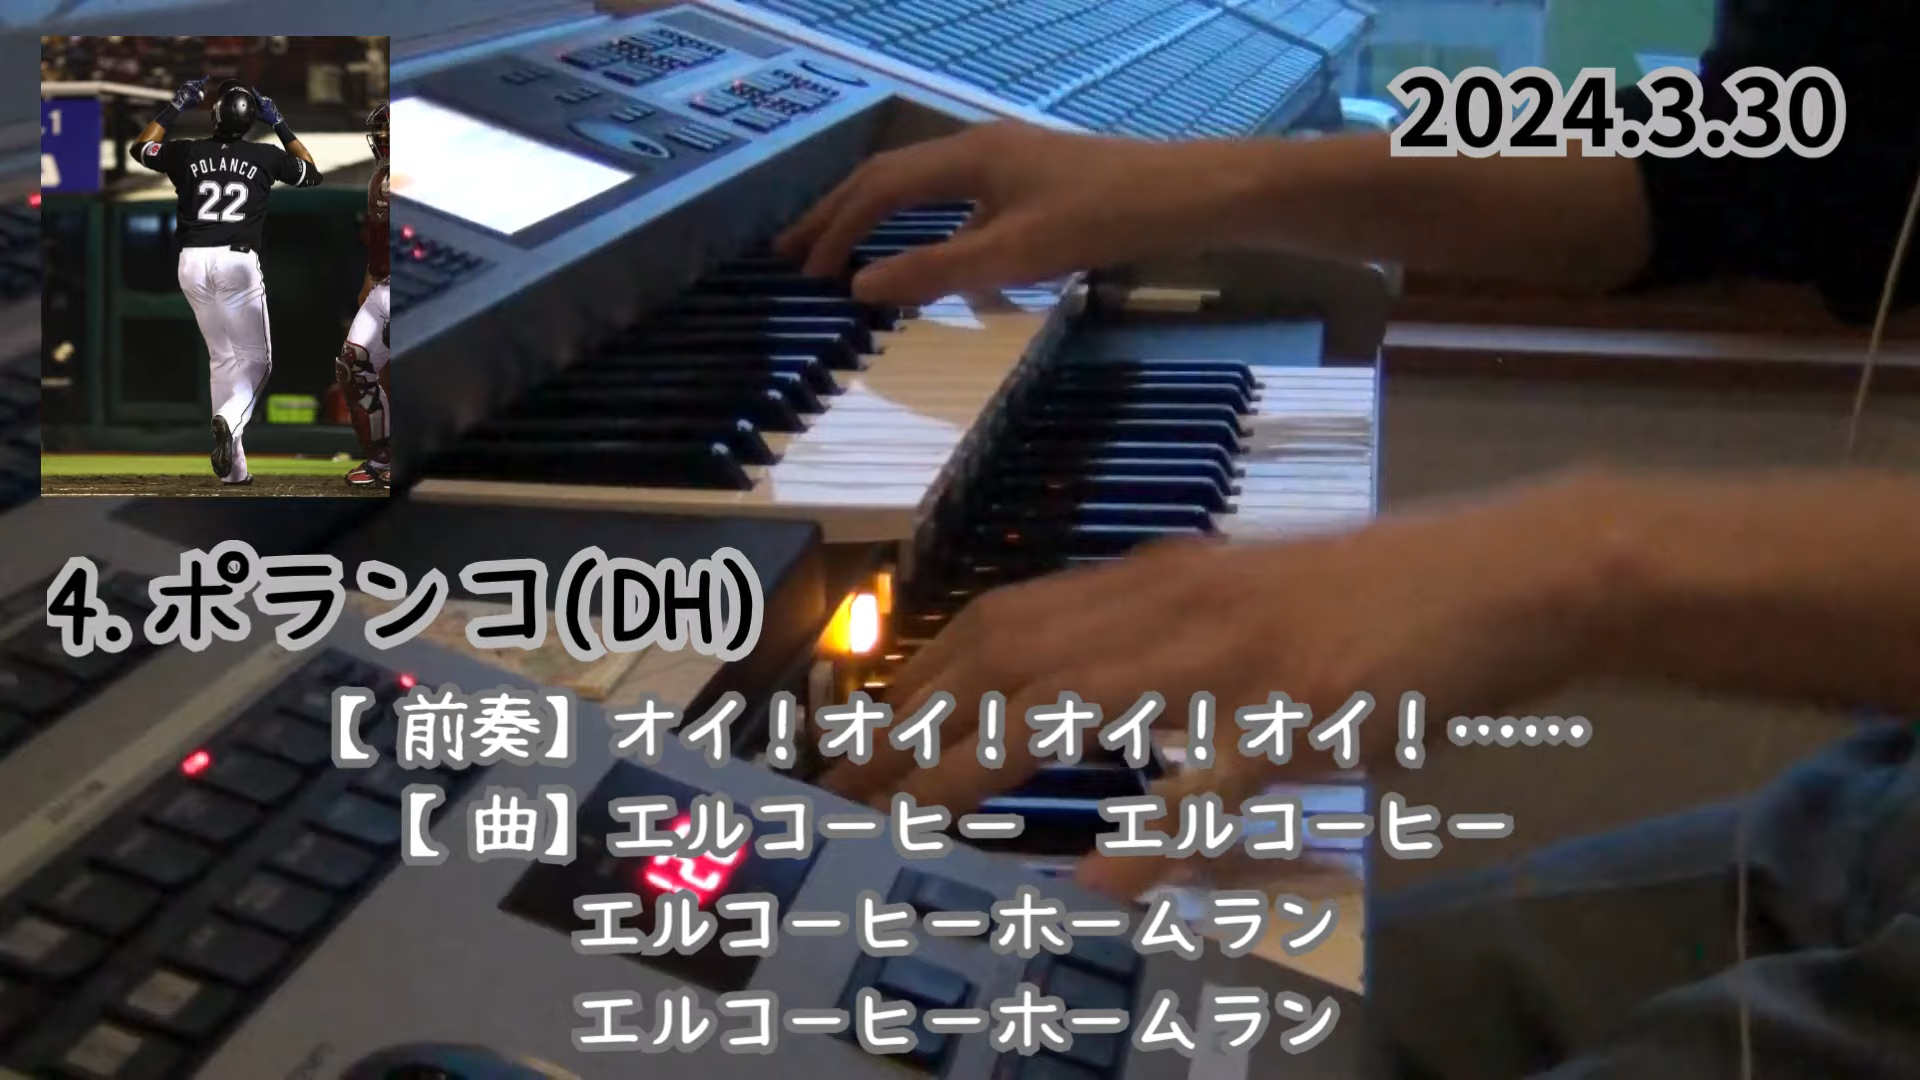 2024.3.30
POLANCO
22
4.ポランコ(DH)
【 前奏】オイ！オイ！オイ！オイ！……
【 曲】エルコーヒー　エルコーヒー
エルコーヒーホームラン
エルコーヒーホームラン